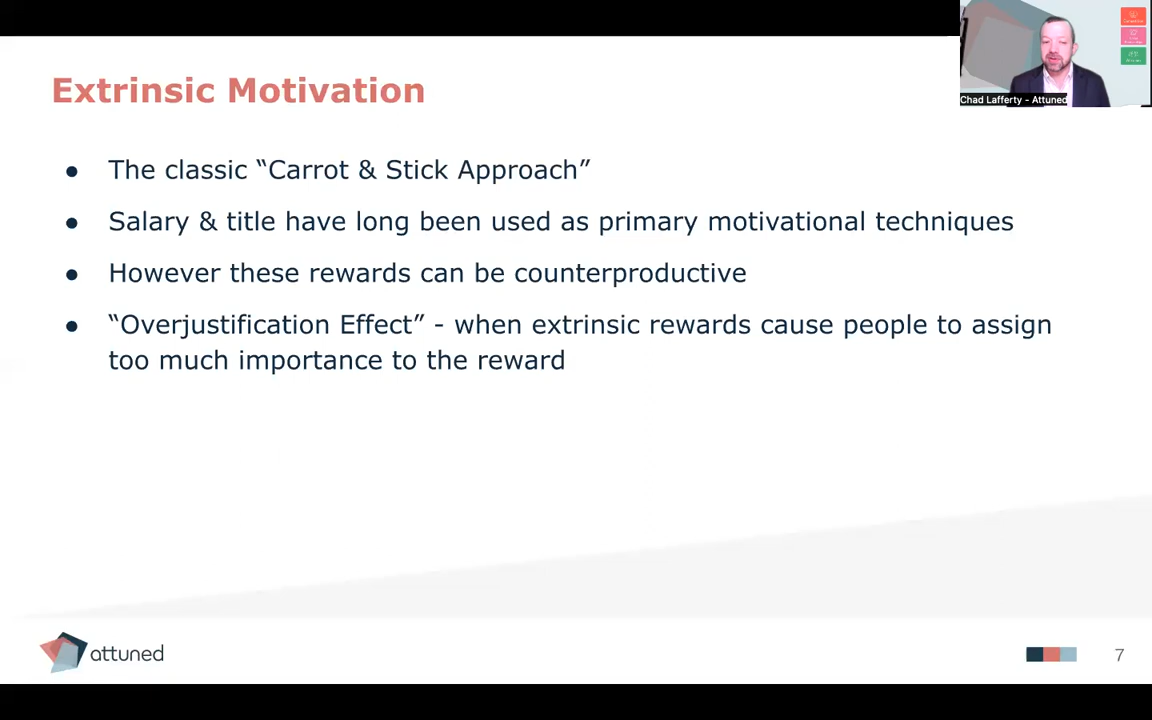 Extrinsic Motivation
Chad Lafferty - Attuned
● The classic “Carrot & Stick Approach”
● Salary & title have long been used as primary motivational techniques
● However these rewards can be counterproductive
● “Overjustification Effect” - when extrinsic rewards cause people to assign
too much importance to the reward
attuned
7